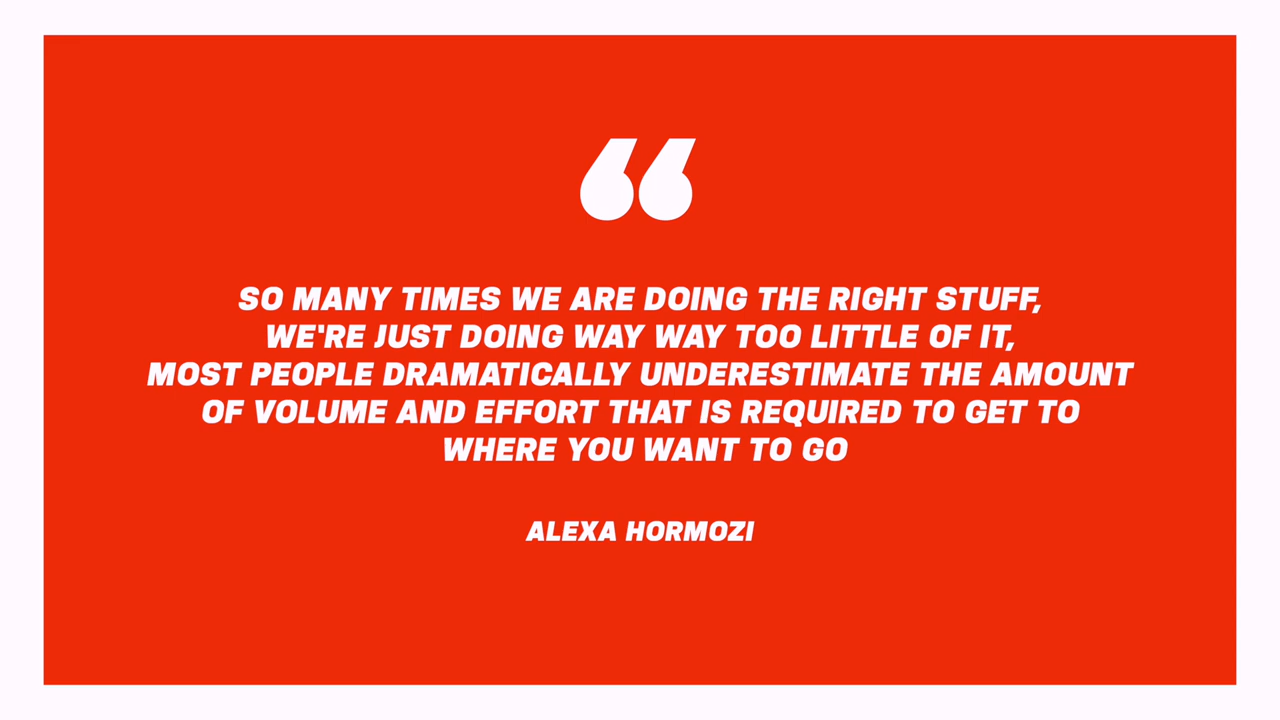 “
SO MANY TIMES WE ARE DOING THE RIGHT STUFF,
WE'RE JUST DOING WAY WAY TOO LITTLE OF IT,
MOST PEOPLE DRAMATICALLY UNDERESTIMATE THE AMOUNT
OF VOLUME AND EFFORT THAT IS REQUIRED TO GET TO
WHERE YOU WANT TO GO
ALEXA HORMOZI